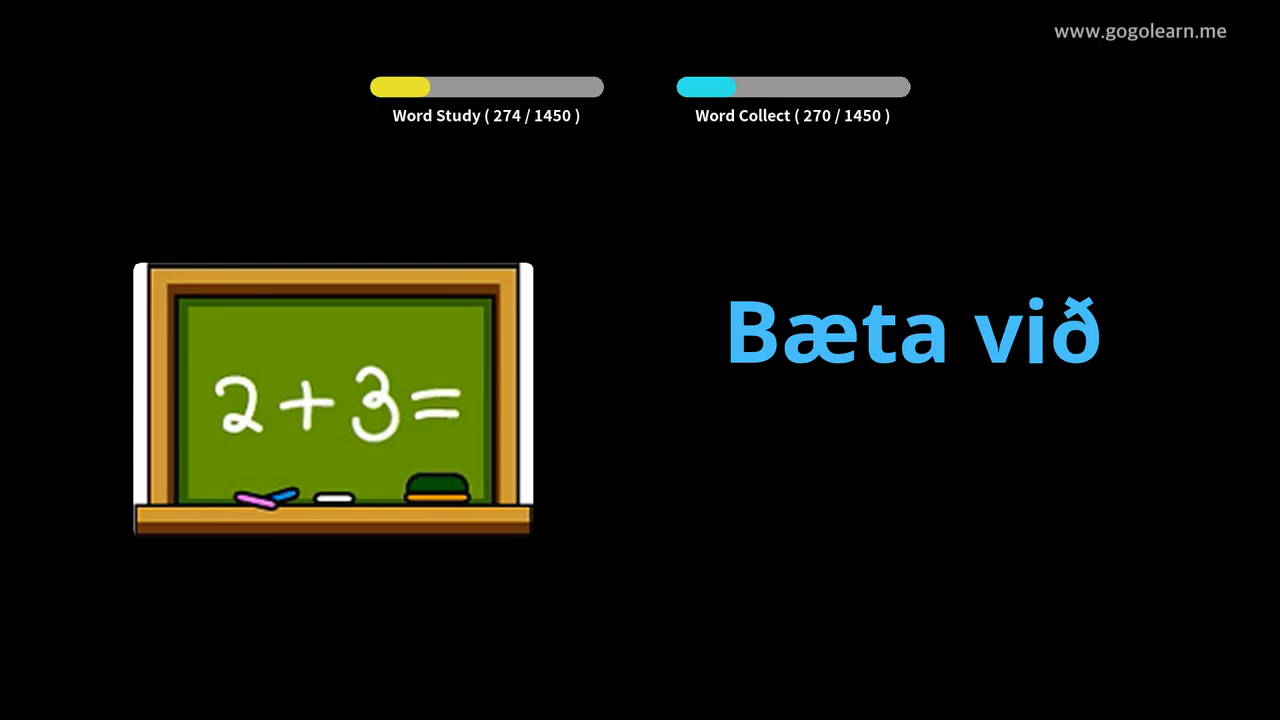 www.gogolearn.me
Word Study ( 274 / 1450 )
Word Collect ( 270 / 1450 )
2 + 3 =
Bæta við